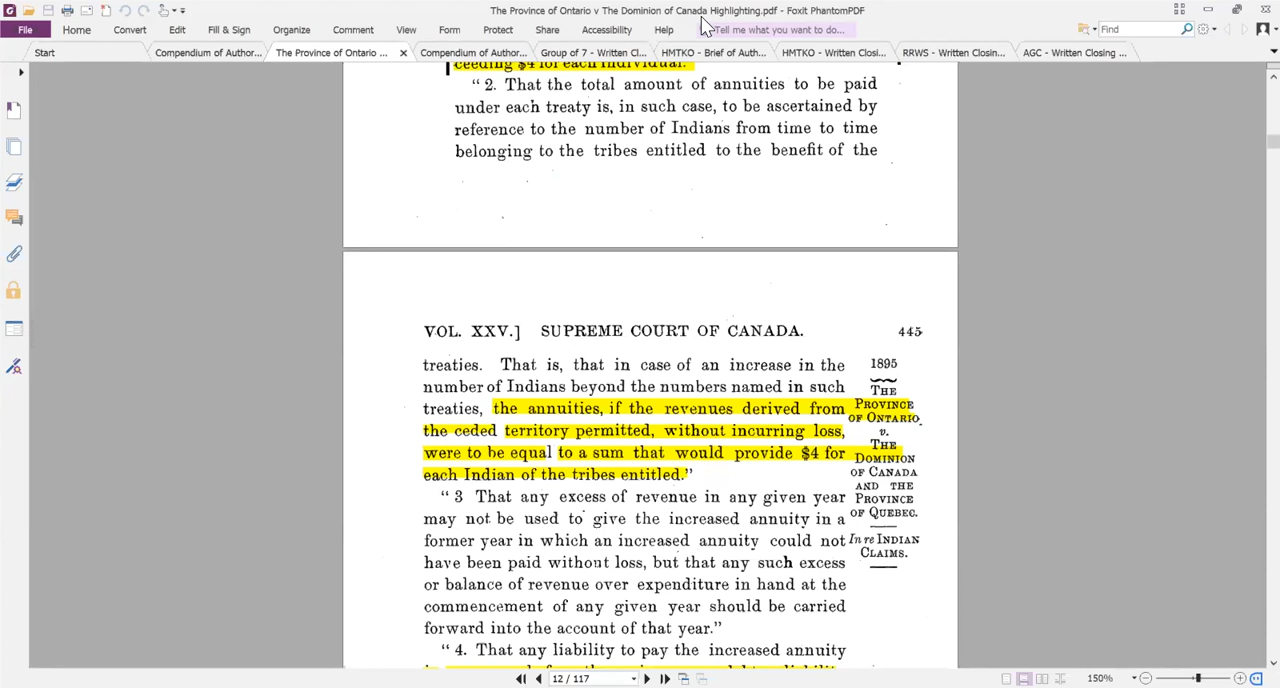 The Province of Ontario v The Dominion of Canada Highlighting.pdf - Foxit PhantomPDF
File Home Convert Edit Fill & Sign Organize Comment View Form Protect Share Accessibility Help Tell me what you want to do... Find
Start Compendium of Author... The Province of Ontario ... Compendium of Author... Group of 7 - Written Cl... HMTKO - Brief of Auth... HMTKO - Written Closi... RRWS - Written Closin... AGC - Written Closing ...
ceeding $4 for each individual.
“ 2. That the total amount of annuities to be paid
under each treaty is, in such case, to be ascertained by
reference to the number of Indians from time to time
belonging to the tribes entitled to the benefit of the
VOL. XXV.] SUPREME COURT OF CANADA. 445
treaties. That is, that in case of an increase in the
number of Indians beyond the numbers named in such
treaties, the annuities, if the revenues derived from
the ceded territory permitted, without incurring loss,
were to be equal to a sum that would provide $4 for
each Indian of the tribes entitled.”
“ 3 That any excess of revenue in any given year
may not be used to give the increased annuity in a
former year in which an increased annuity could not
have been paid without loss, but that any such excess
or balance of revenue over expenditure in hand at the
commencement of any given year should be carried
forward into the account of that year.”
“ 4. That any liability to pay the increased annuity
1895
THE
PROVINCE
OF ONTARIO
v.
THE
DOMINION
OF CANADA
AND THE
PROVINCE
OF QUEBEC.
In re INDIAN
CLAIMS.
12 / 117
150%